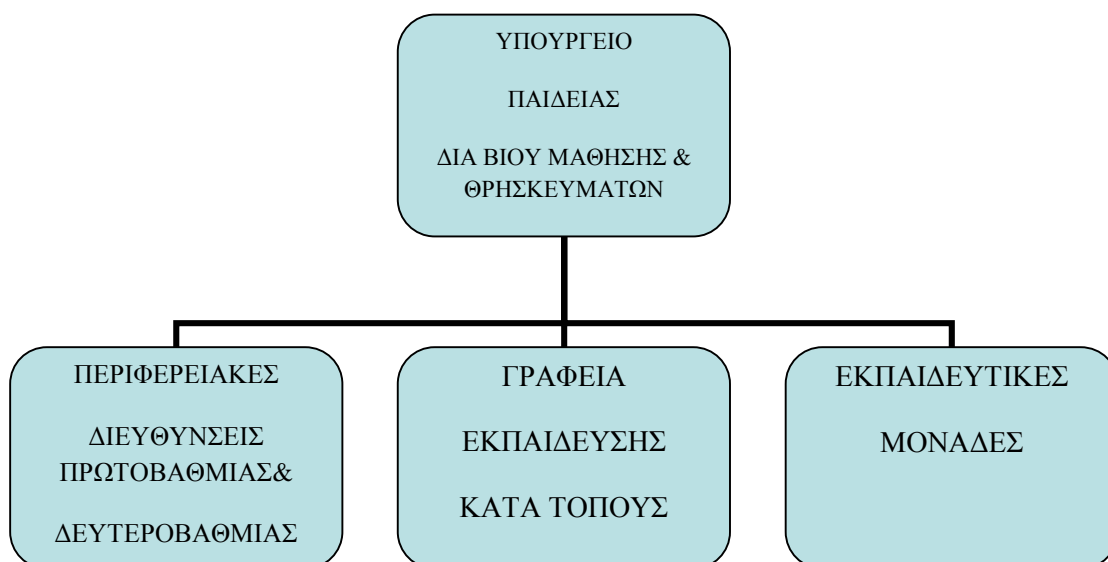 ΥΠΟΥΡΓΕΙΟ
ΠΑΙΔΕΙΑΣ
ΔΙΑ ΒΙΟΥ ΜΑΘΗΣΗΣ &
ΘΡΗΣΚΕΥΜΑΤΩΝ
ΠΕΡΙΦΕΡΕΙΑΚΕΣ
ΔΙΕΥΘΥΝΣΕΙΣ
ΠΡΩΤΟΒΑΘΜΙΑΣ&
ΔΕΥΤΕΡΟΒΑΘΜΙΑΣ
ΓΡΑΦΕΙΑ
ΕΚΠΑΙΔΕΥΣΗΣ
ΚΑΤΑ ΤΟΠΟΥΣ
ΕΚΠΑΙΔΕΥΤΙΚΕΣ
ΜΟΝΑΔΕΣ